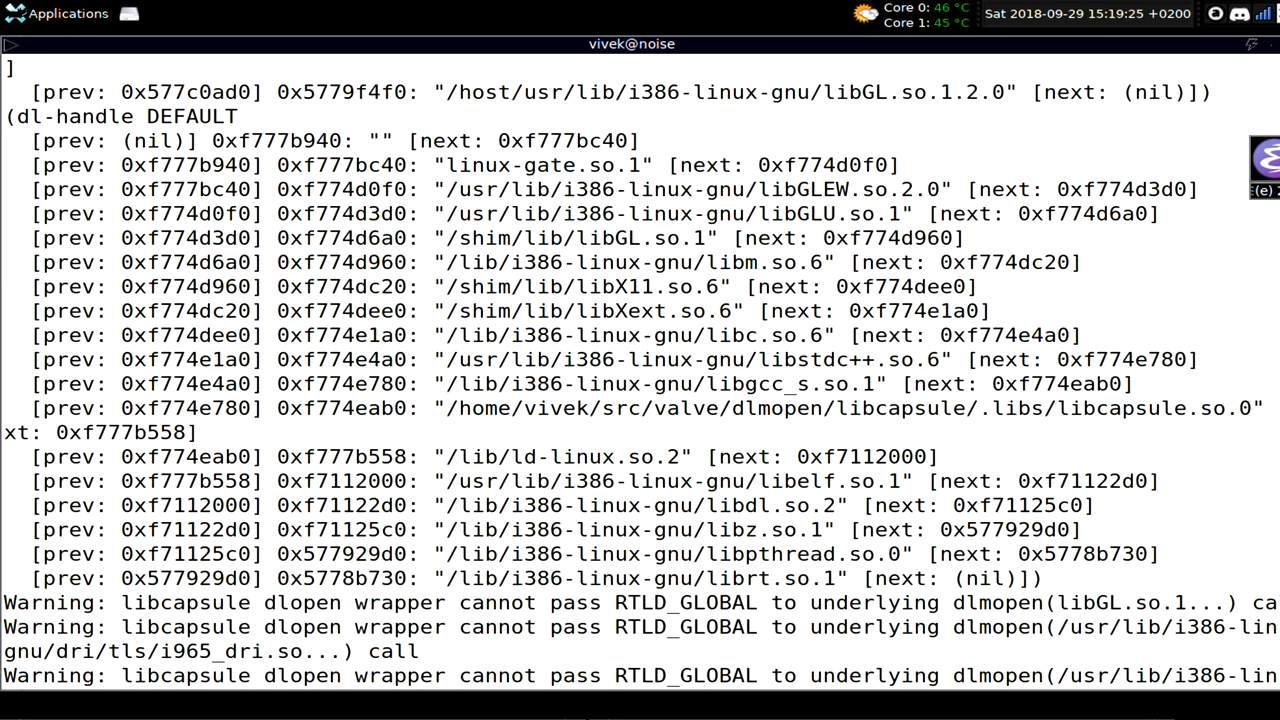 Applications
Core 0: 46 °C
Core 1: 45 °C
Sat 2018-09-29 15:19:25 +0200
vivek@noise
]
[prev: 0x577c0ad0] 0x5779f4f0: "/host/usr/lib/i386-linux-gnu/libGL.so.1.2.0" [next: (nil)])
(dl-handle DEFAULT
[prev: (nil)] 0xf777b940: "" [next: 0xf777bc40]
[prev: 0xf777b940] 0xf777bc40: "linux-gate.so.1" [next: 0xf774d0f0]
[prev: 0xf777bc40] 0xf774d0f0: "/usr/lib/i386-linux-gnu/libGLEW.so.2.0" [next: 0xf774d3d0]
[prev: 0xf774d0f0] 0xf774d3d0: "/usr/lib/i386-linux-gnu/libGLU.so.1" [next: 0xf774d6a0]
[prev: 0xf774d3d0] 0xf774d6a0: "/shim/lib/libGL.so.1" [next: 0xf774d960]
[prev: 0xf774d6a0] 0xf774d960: "/lib/i386-linux-gnu/libm.so.6" [next: 0xf774dc20]
[prev: 0xf774d960] 0xf774dc20: "/shim/lib/libX11.so.6" [next: 0xf774dee0]
[prev: 0xf774dc20] 0xf774dee0: "/shim/lib/libXext.so.6" [next: 0xf774e1a0]
[prev: 0xf774dee0] 0xf774e1a0: "/lib/i386-linux-gnu/libc.so.6" [next: 0xf774e4a0]
[prev: 0xf774e1a0] 0xf774e4a0: "/usr/lib/i386-linux-gnu/libstdc++.so.6" [next: 0xf774e780]
[prev: 0xf774e4a0] 0xf774e780: "/lib/i386-linux-gnu/libgcc_s.so.1" [next: 0xf774eab0]
[prev: 0xf774e780] 0xf774eab0: "/home/vivek/src/valve/dlmopen/libcapsule/.libs/libcapsule.so.0"
xt: 0xf777b558]
[prev: 0xf774eab0] 0xf777b558: "/lib/ld-linux.so.2" [next: 0xf7112000]
[prev: 0xf777b558] 0xf7112000: "/usr/lib/i386-linux-gnu/libelf.so.1" [next: 0xf71122d0]
[prev: 0xf7112000] 0xf71122d0: "/lib/i386-linux-gnu/libdl.so.2" [next: 0xf71125c0]
[prev: 0xf71122d0] 0xf71125c0: "/lib/i386-linux-gnu/libz.so.1" [next: 0x577929d0]
[prev: 0xf71125c0] 0x577929d0: "/lib/i386-linux-gnu/libpthread.so.0" [next: 0x5778b730]
[prev: 0x577929d0] 0x5778b730: "/lib/i386-linux-gnu/librt.so.1" [next: (nil)])
Warning: libcapsule dlopen wrapper cannot pass RTLD_GLOBAL to underlying dlmopen(libGL.so.1...) ca
Warning: libcapsule dlopen wrapper cannot pass RTLD_GLOBAL to underlying dlmopen(/usr/lib/i386-lin
gnu/dri/tls/i965_dri.so...) call
Warning: libcapsule dlopen wrapper cannot pass RTLD_GLOBAL to underlying dlmopen(/usr/lib/i386-lin
(e)